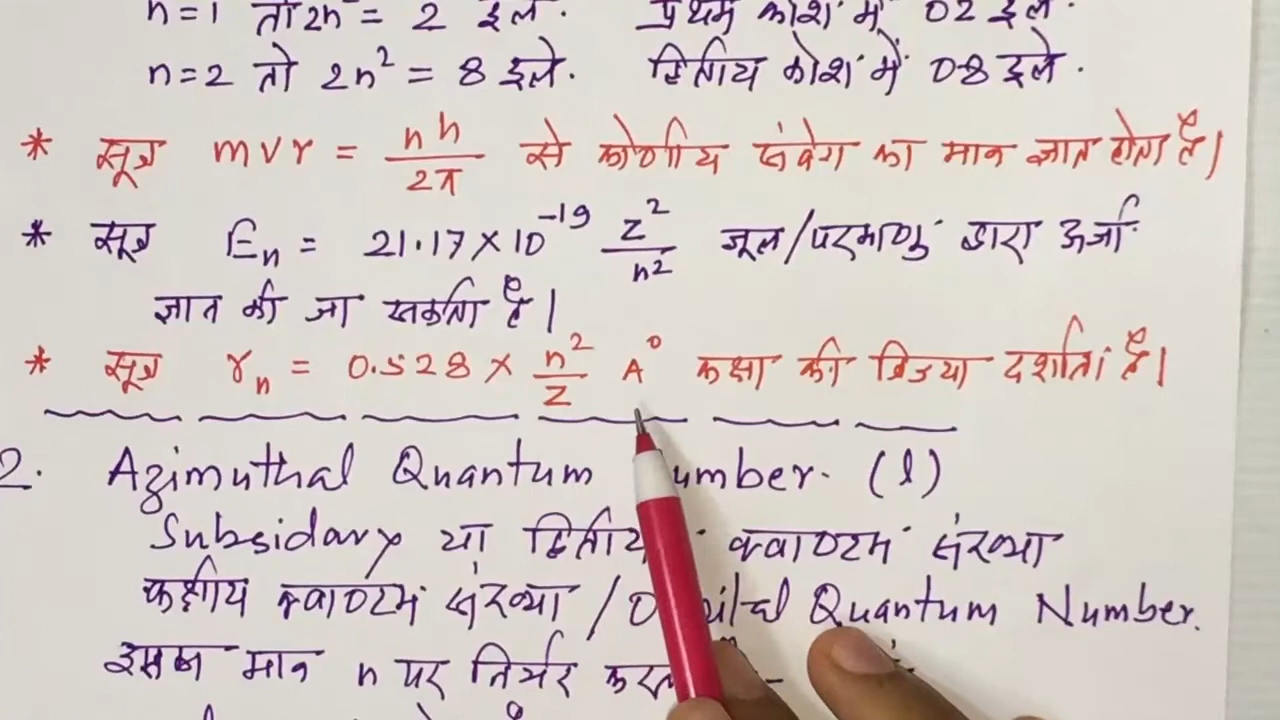 n=1 तो 2n² = 2 इले. प्रथम कोश में 02 इले.
n=2 तो 2n² = 8 इले. द्वितीय कोश में 08 इले.
* सूत्र mvr = nh/2π से कोणीय संवेग का मान ज्ञात होता है।
* सूत्र En = 21.17×10⁻¹⁹ Z²/n² जूल/परमाणु द्वारा ऊर्जा
ज्ञात की जा सकती है।
* सूत्र rn = 0.528 × n²/Z A° कक्षा की त्रिज्या दर्शाता है।
2. Azimuthal Quantum umber. (l)
Subsidary या द्वितीय क्वाण्टम संख्या
कक्षीय क्वाण्टम संख्या / Quantum Number.
इसका मान n पर निर्भर